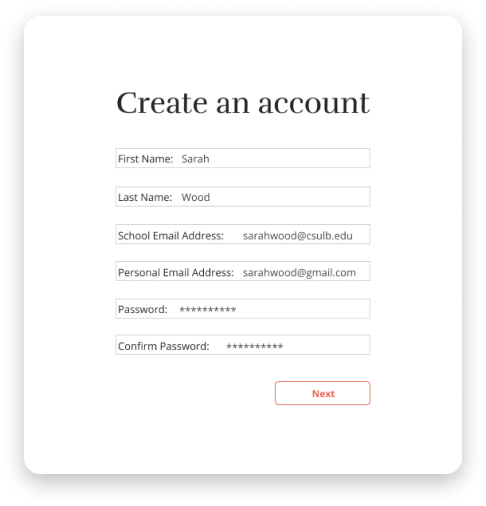 Create an account
First Name: Sarah
Last Name: Wood
School Email Address: sarahwood@csulb.edu
Personal Email Address: sarahwood@gmail.com
Password: **********
Confirm Password: **********
Next